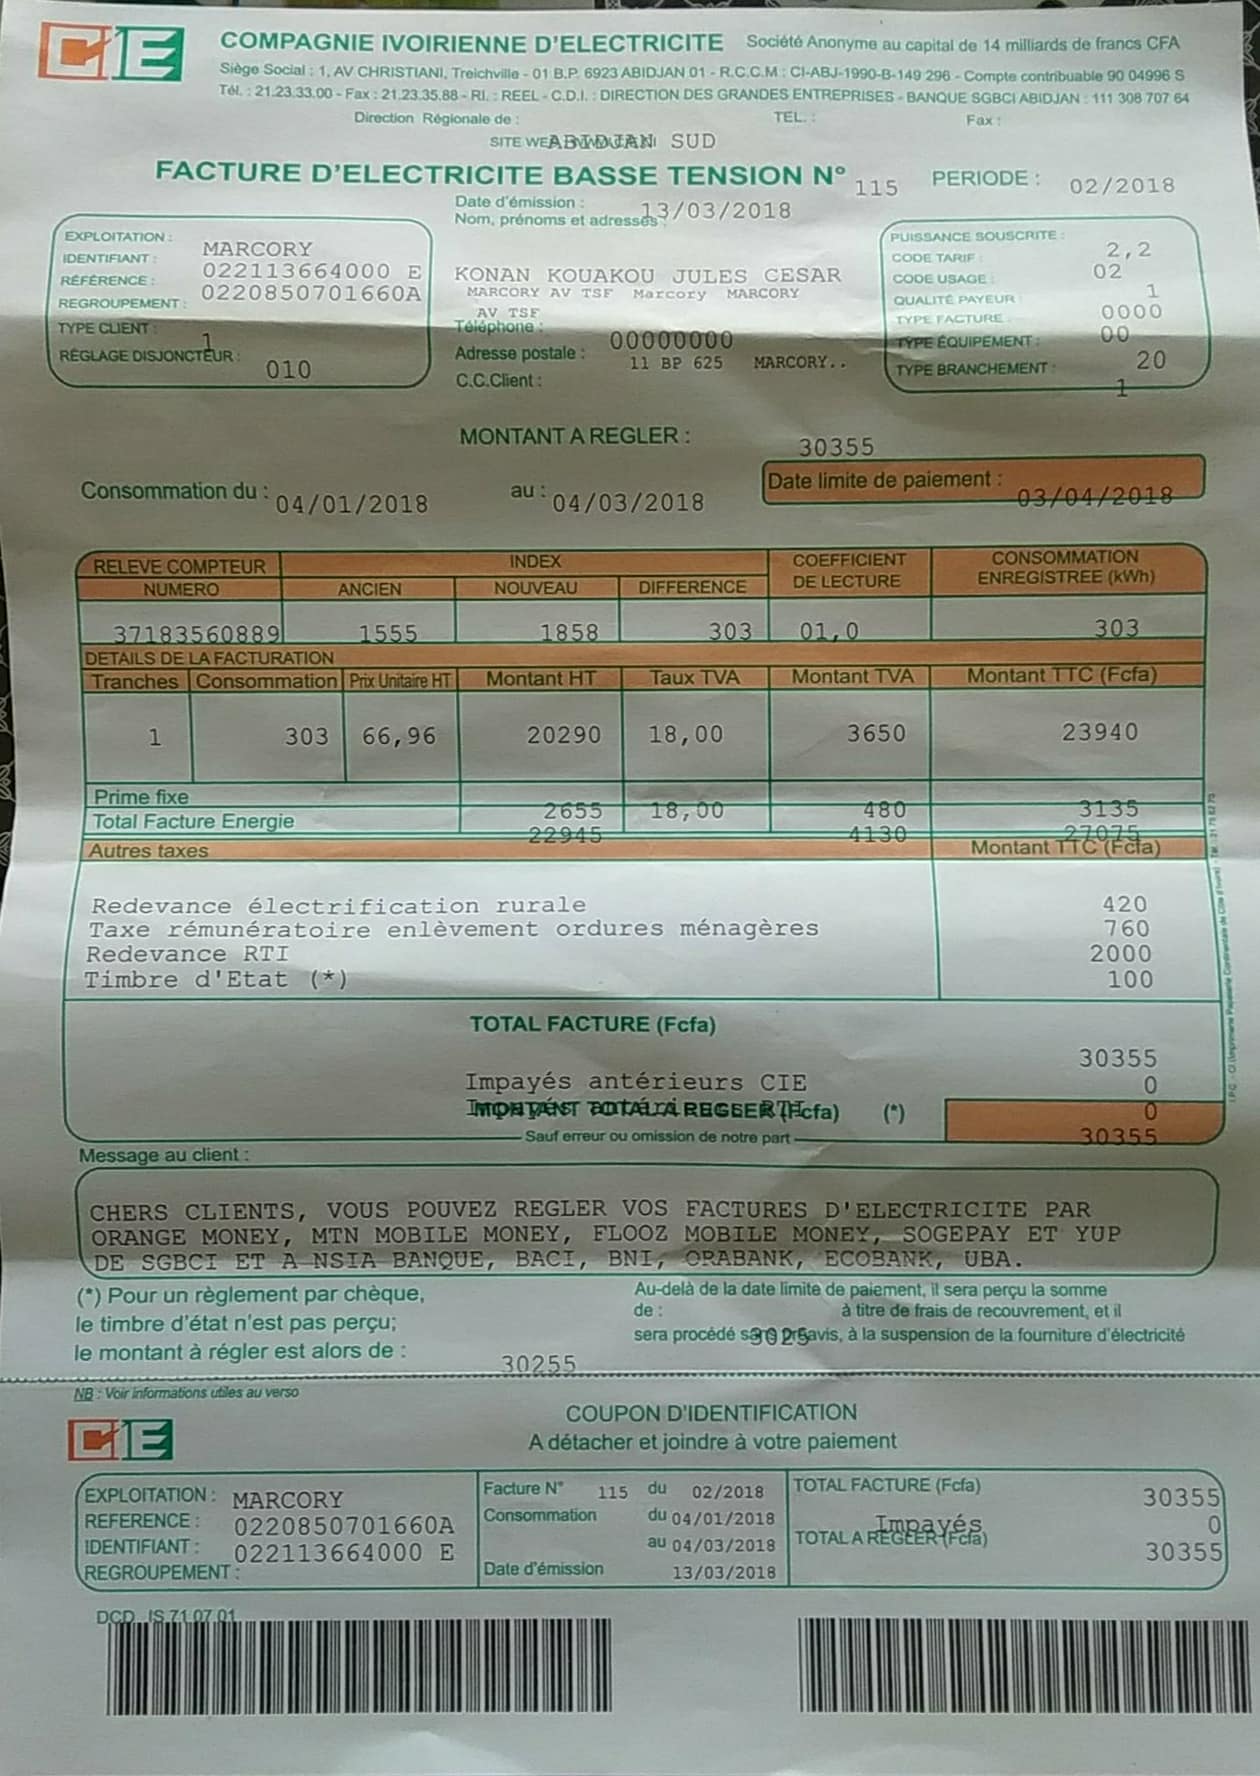 CIE
COMPAGNIE IVOIRIENNE D'ELECTRICITE Société Anonyme au capital de 14 milliards de francs CFA
Siège Social : 1, AV CHRISTIANI, Treichville - 01 B.P. 6923 ABIDJAN 01 - R.C.C.M : CI-ABJ-1990-B-149 296 - Compte contribuable 90 04996 S
Tél. : 21.23.33.00 - Fax : 21.23.35.88 - RI. : REEL - C.D.I. : DIRECTION DES GRANDES ENTREPRISES - BANQUE SGBCI ABIDJAN : 111 308 707 64
Direction Régionale de : TEL. : Fax :
SITE ABIDJAN SUD
FACTURE D'ELECTRICITE BASSE TENSION N° 115 PERIODE : 02/2018
Date d'émission : 13/03/2018
Nom, prénoms et adresses :
EXPLOITATION : MARCORY
IDENTIFIANT : 022113664000 E
RÉFÉRENCE : 0220850701660A
REGROUPEMENT :
TYPE CLIENT : 1
RÉGLAGE DISJONCTEUR : 010
KONAN KOUAKOU JULES CESAR
MARCORY AV TSF Marcory MARCORY
AV TSF
Téléphone : 00000000
Adresse postale : 11 BP 625 MARCORY..
C.C.Client :
PUISSANCE SOUSCRITE : 2,2
CODE TARIF : 02
CODE USAGE : 1
QUALITÉ PAYEUR : 0000
TYPE FACTURE : 00
TYPE ÉQUIPEMENT : 20
TYPE BRANCHEMENT : 1
MONTANT A REGLER : 30355
Consommation du : 04/01/2018 au : 04/03/2018 Date limite de paiement : 03/04/2018
RELEVE COMPTEUR INDEX COEFFICIENT CONSOMMATION
NUMERO ANCIEN NOUVEAU DIFFERENCE DE LECTURE ENREGISTREE (kWh)
37183560889 1555 1858 303 01,0 303
DETAILS DE LA FACTURATION
Tranches Consommation Prix Unitaire HT Montant HT Taux TVA Montant TVA Montant TTC (Fcfa)
1 303 66,96 20290 18,00 3650 23940
Prime fixe 2655 18,00 480 3135
Total Facture Energie 22945 4130 27075
Autres taxes Montant TTC (Fcfa)
Redevance électrification rurale 420
Taxe rémunératoire enlèvement ordures ménagères 760
Redevance RTI 2000
Timbre d'Etat (*) 100
TOTAL FACTURE (Fcfa) 30355
Impayés antérieurs CIE 0
MONTANT TOTAL A REGLER (Fcfa) (*) 0
30355
Sauf erreur ou omission de notre part
Message au client :
CHERS CLIENTS, VOUS POUVEZ REGLER VOS FACTURES D'ELECTRICITE PAR
ORANGE MONEY, MTN MOBILE MONEY, FLOOZ MOBILE MONEY, SOGEPAY ET YUP
DE SGBCI ET A NSIA BANQUE, BACI, BNI, ORABANK, ECOBANK, UBA.
(*) Pour un règlement par chèque,
le timbre d'état n'est pas perçu;
le montant à régler est alors de : 30255
Au-delà de la date limite de paiement, il sera perçu la somme
de : à titre de frais de recouvrement, et il
sera procédé sans préavis, à la suspension de la fourniture d'électricité
3025
NB : Voir informations utiles au verso
CIE
COUPON D'IDENTIFICATION
A détacher et joindre à votre paiement
EXPLOITATION : MARCORY
REFERENCE : 0220850701660A
IDENTIFIANT : 022113664000 E
REGROUPEMENT :
Facture N° 115 du 02/2018
Consommation du 04/01/2018
au 04/03/2018
Date d'émission 13/03/2018
TOTAL FACTURE (Fcfa) 30355
Impayés 0
TOTAL A REGLER (Fcfa) 30355
DCD IS 71 07 01